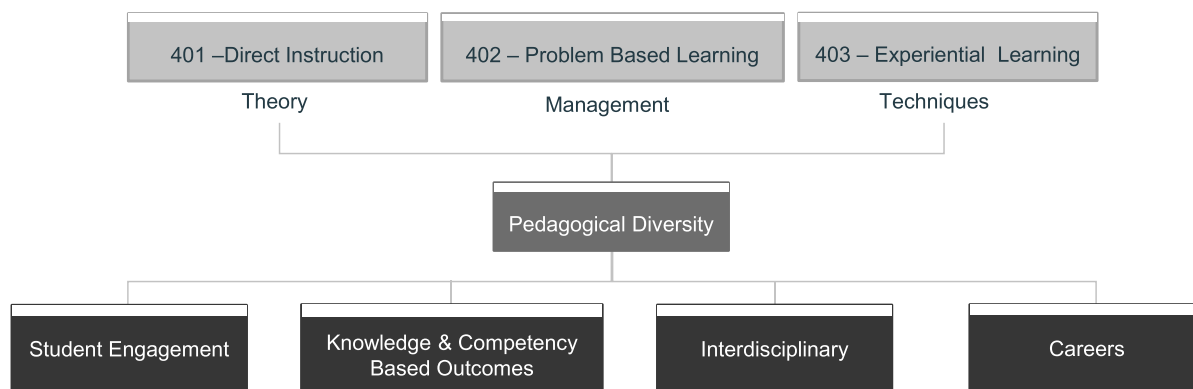 401 –Direct Instruction
402 – Problem Based Learning
403 – Experiential  Learning
Theory
Management
Techniques
Pedagogical Diversity
Student Engagement
Knowledge & Competency
Based Outcomes
Interdisciplinary
Careers